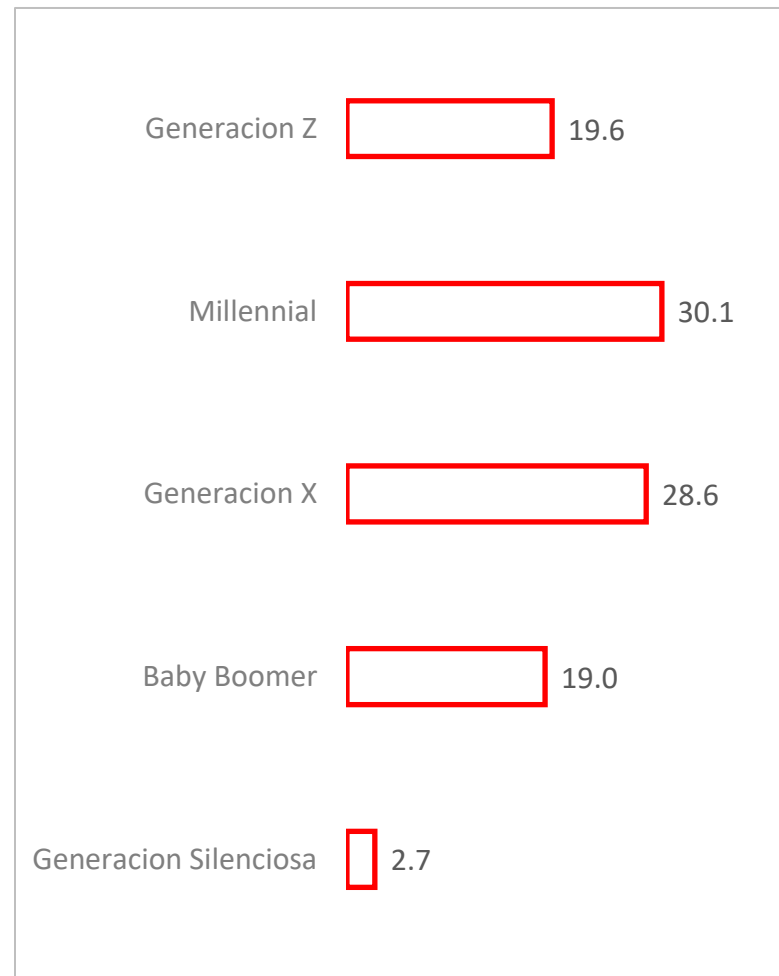 Generacion Z 19.6
Millennial 30.1
Generacion X 28.6
Baby Boomer 19.0
Generacion Silenciosa 2.7